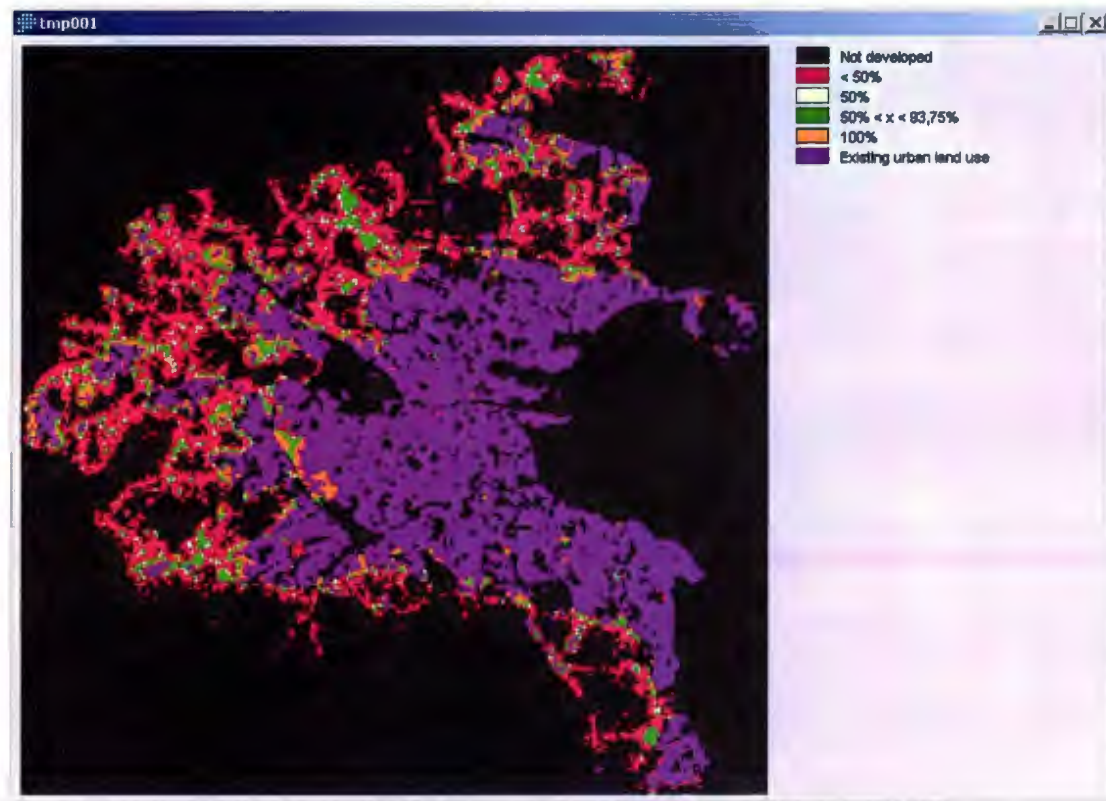 tmp001
Not developed
< 50%
50%
50% < x < 93,75%
100%
Existing urban land use